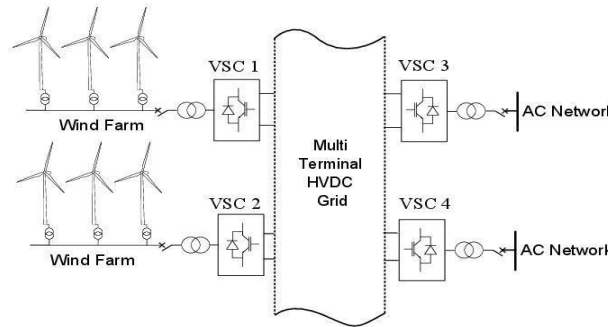 VSC 1
VSC 3
Wind Farm
AC Network
Multi
Terminal
HVDC
Grid
VSC 2
VSC 4
Wind Farm
AC Network